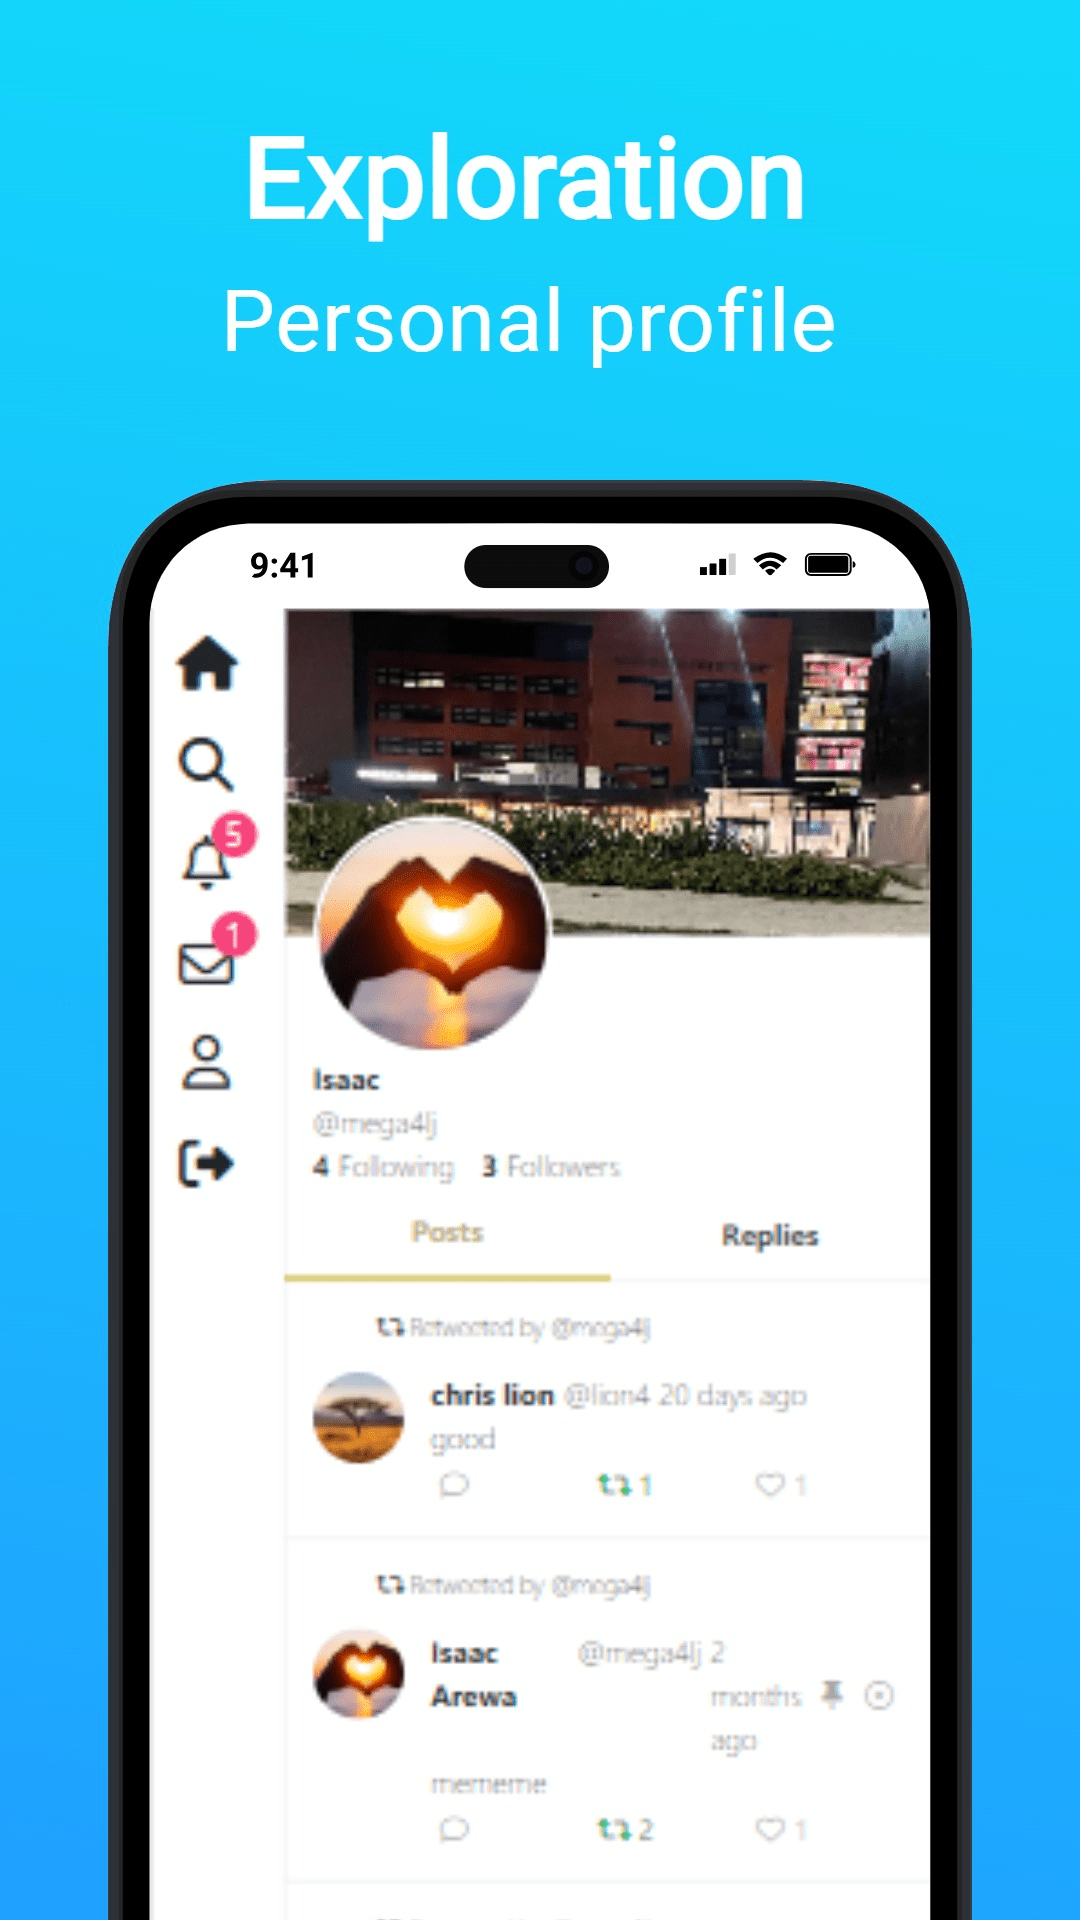 Exploration
Personal profile
9:41
5
1
Isaac
@mega4lj
4 Following 3 Followers
Posts Replies
Retweeted by @mega4lj
chris lion @lion4 20 days ago
good
1 1
Retweeted by @mega4lj
Isaac @mega4lj 2
Arewa months
ago
mememe
2 1